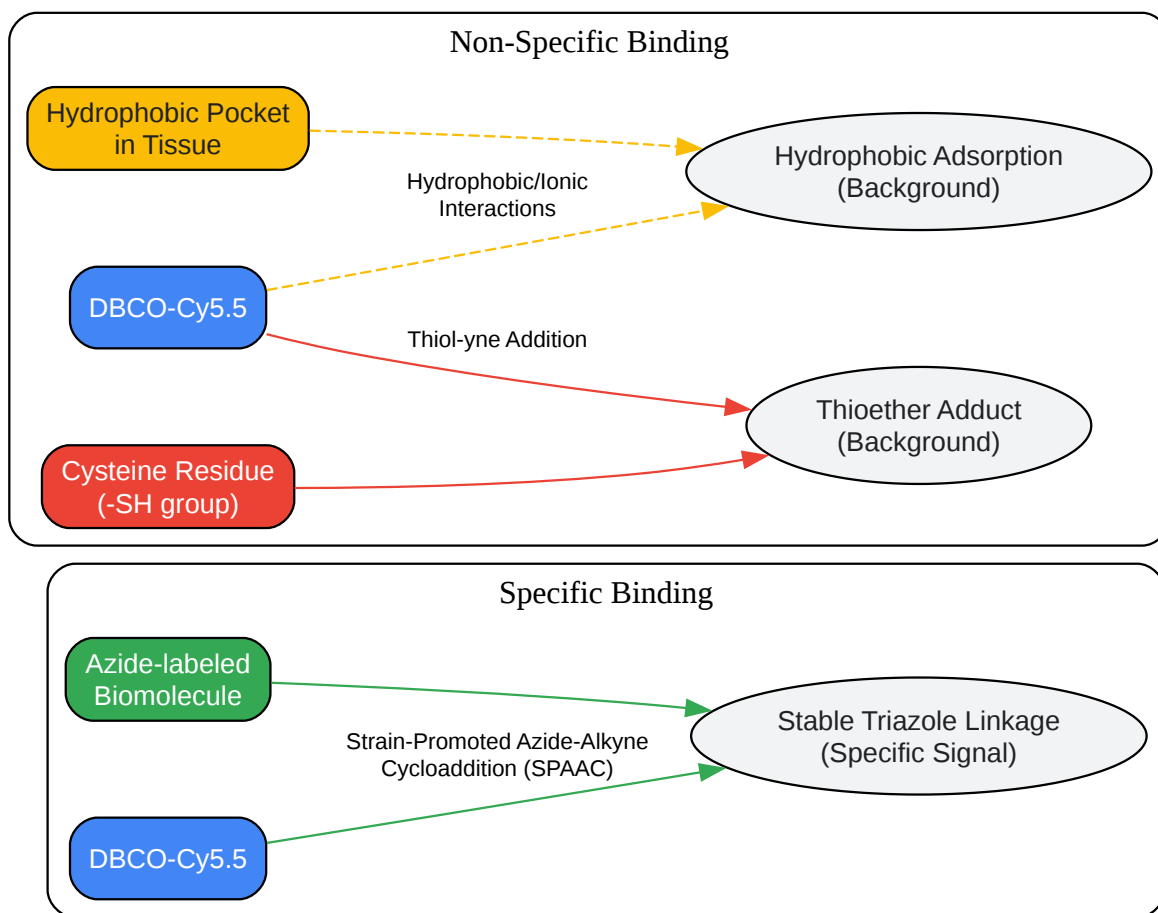 Non-Specific Binding
Hydrophobic Pocket
in Tissue
Hydrophobic Adsorption
(Background)
Hydrophobic/Ionic
Interactions
DBCO-Cy5.5
Thiol-yne Addition
Thioether Adduct
(Background)
Cysteine Residue
(-SH group)
Specific Binding
Azide-labeled
Biomolecule
Stable Triazole Linkage
(Specific Signal)
Strain-Promoted Azide-Alkyne
Cycloaddition (SPAAC)
DBCO-Cy5.5